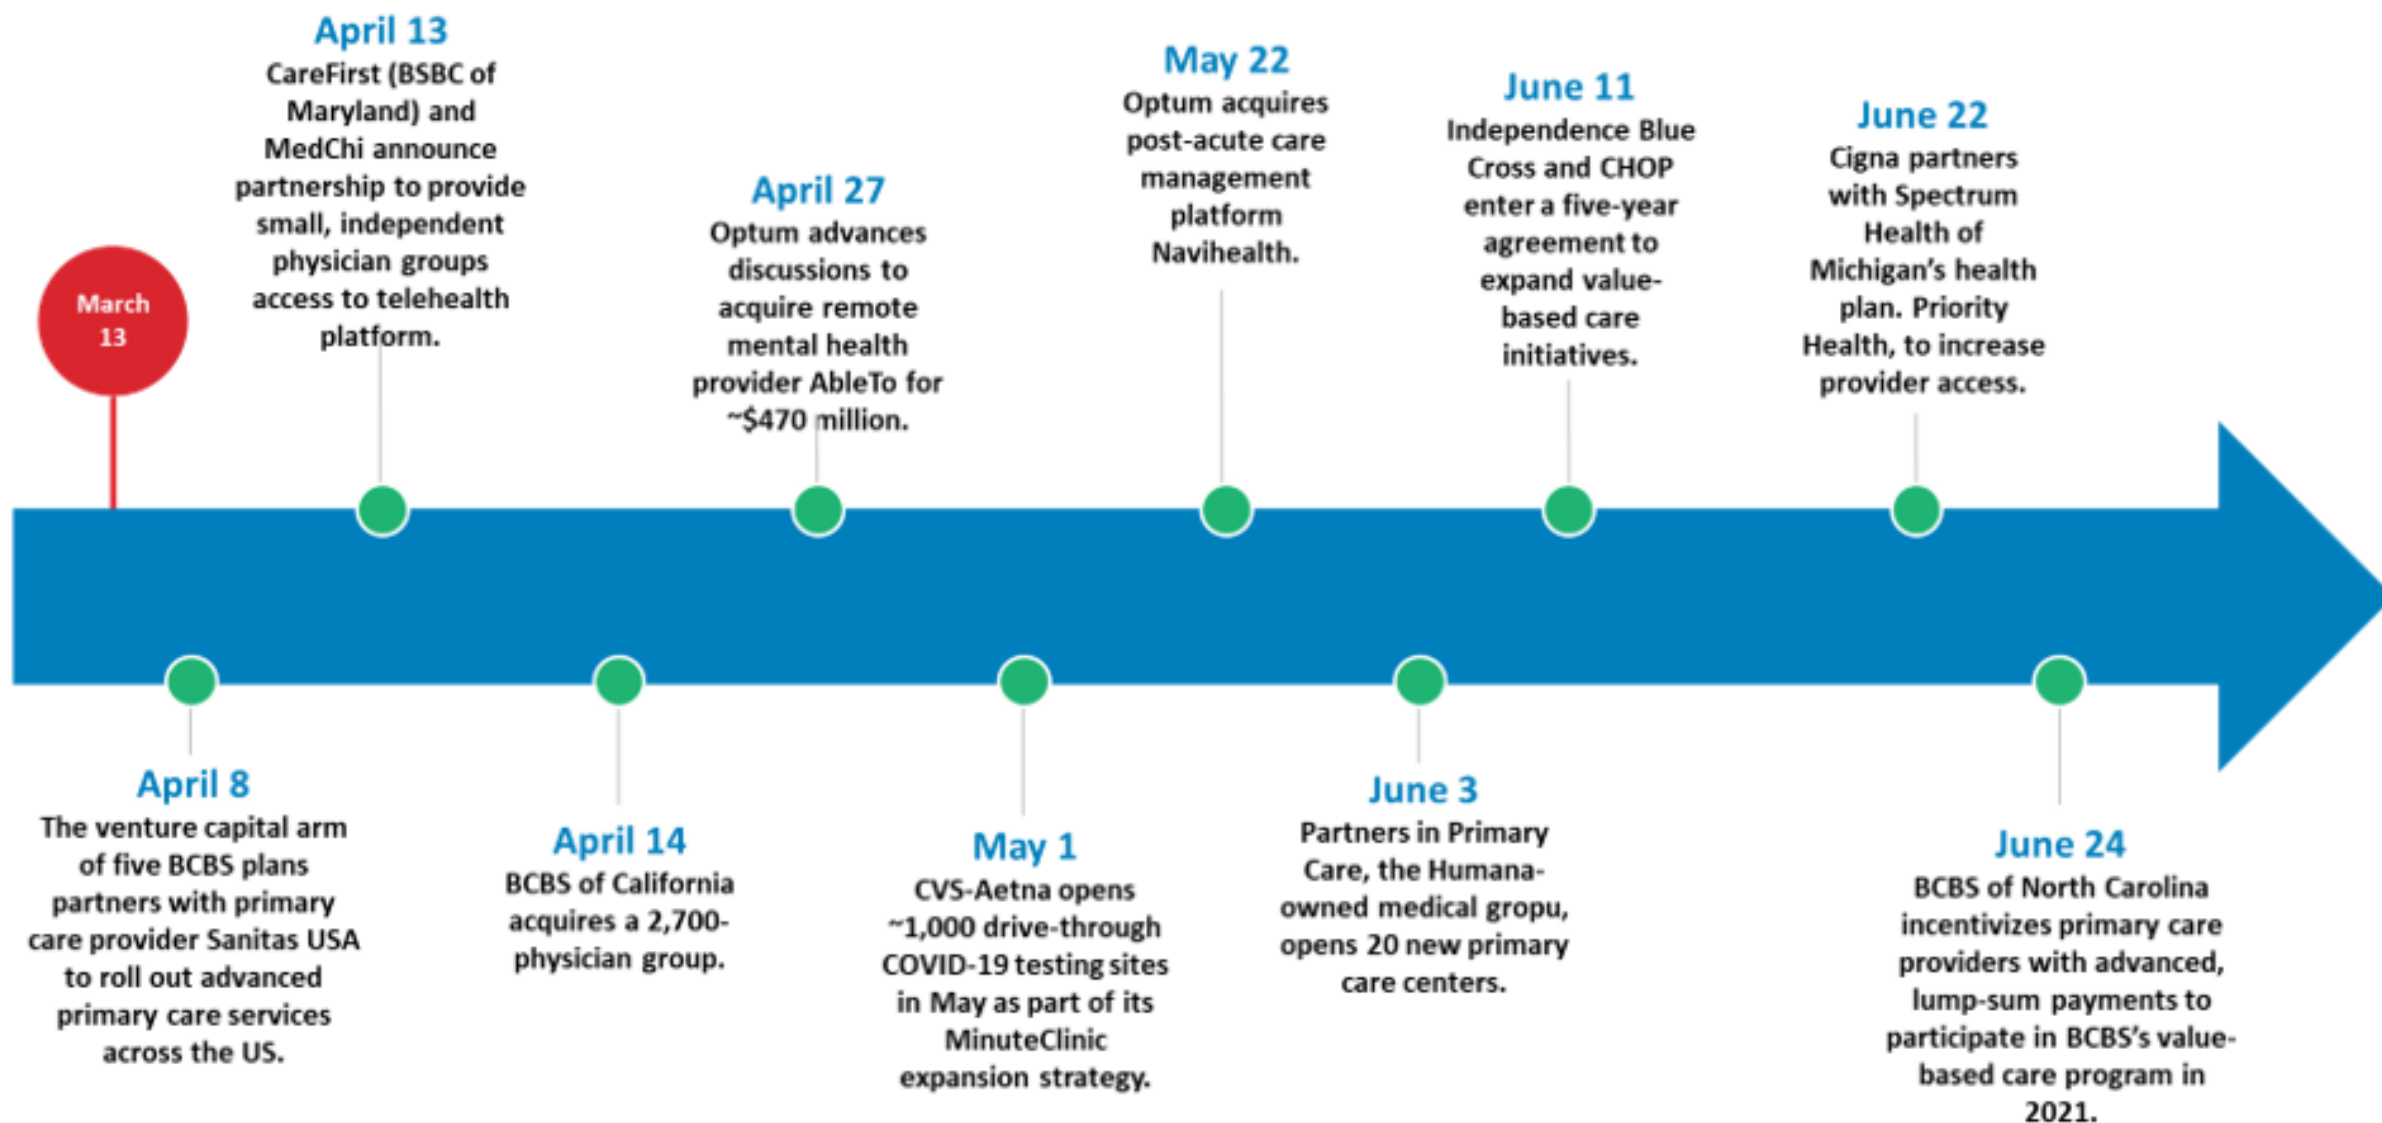 March
13
April 13
CareFirst (BSBC of
Maryland) and
MedChi announce
partnership to provide
small, independent
physician groups
access to telehealth
platform.
April 27
Optum advances
discussions to
acquire remote
mental health
provider AbleTo for
~$470 million.
May 22
Optum acquires
post-acute care
management
platform
Navihealth.
June 11
Independence Blue
Cross and CHOP
enter a five-year
agreement to
expand value-
based care
initiatives.
June 22
Cigna partners
with Spectrum
Health of
Michigan's health
plan. Priority
Health, to increase
provider access.
April 8
The venture capital arm
of five BCBS plans
partners with primary
care provider Sanitas USA
to roll out advanced
primary care services
across the US.
April 14
BCBS of California
acquires a 2,700-
physician group.
May 1
CVS-Aetna opens
~1,000 drive-through
COVID-19 testing sites
in May as part of its
MinuteClinic
expansion strategy.
June 3
Partners in Primary
Care, the Humana-
owned medical gropu,
opens 20 new primary
care centers.
June 24
BCBS of North Carolina
incentivizes primary care
providers with advanced,
lump-sum payments to
participate in BCBS's value-
based care program in
2021.